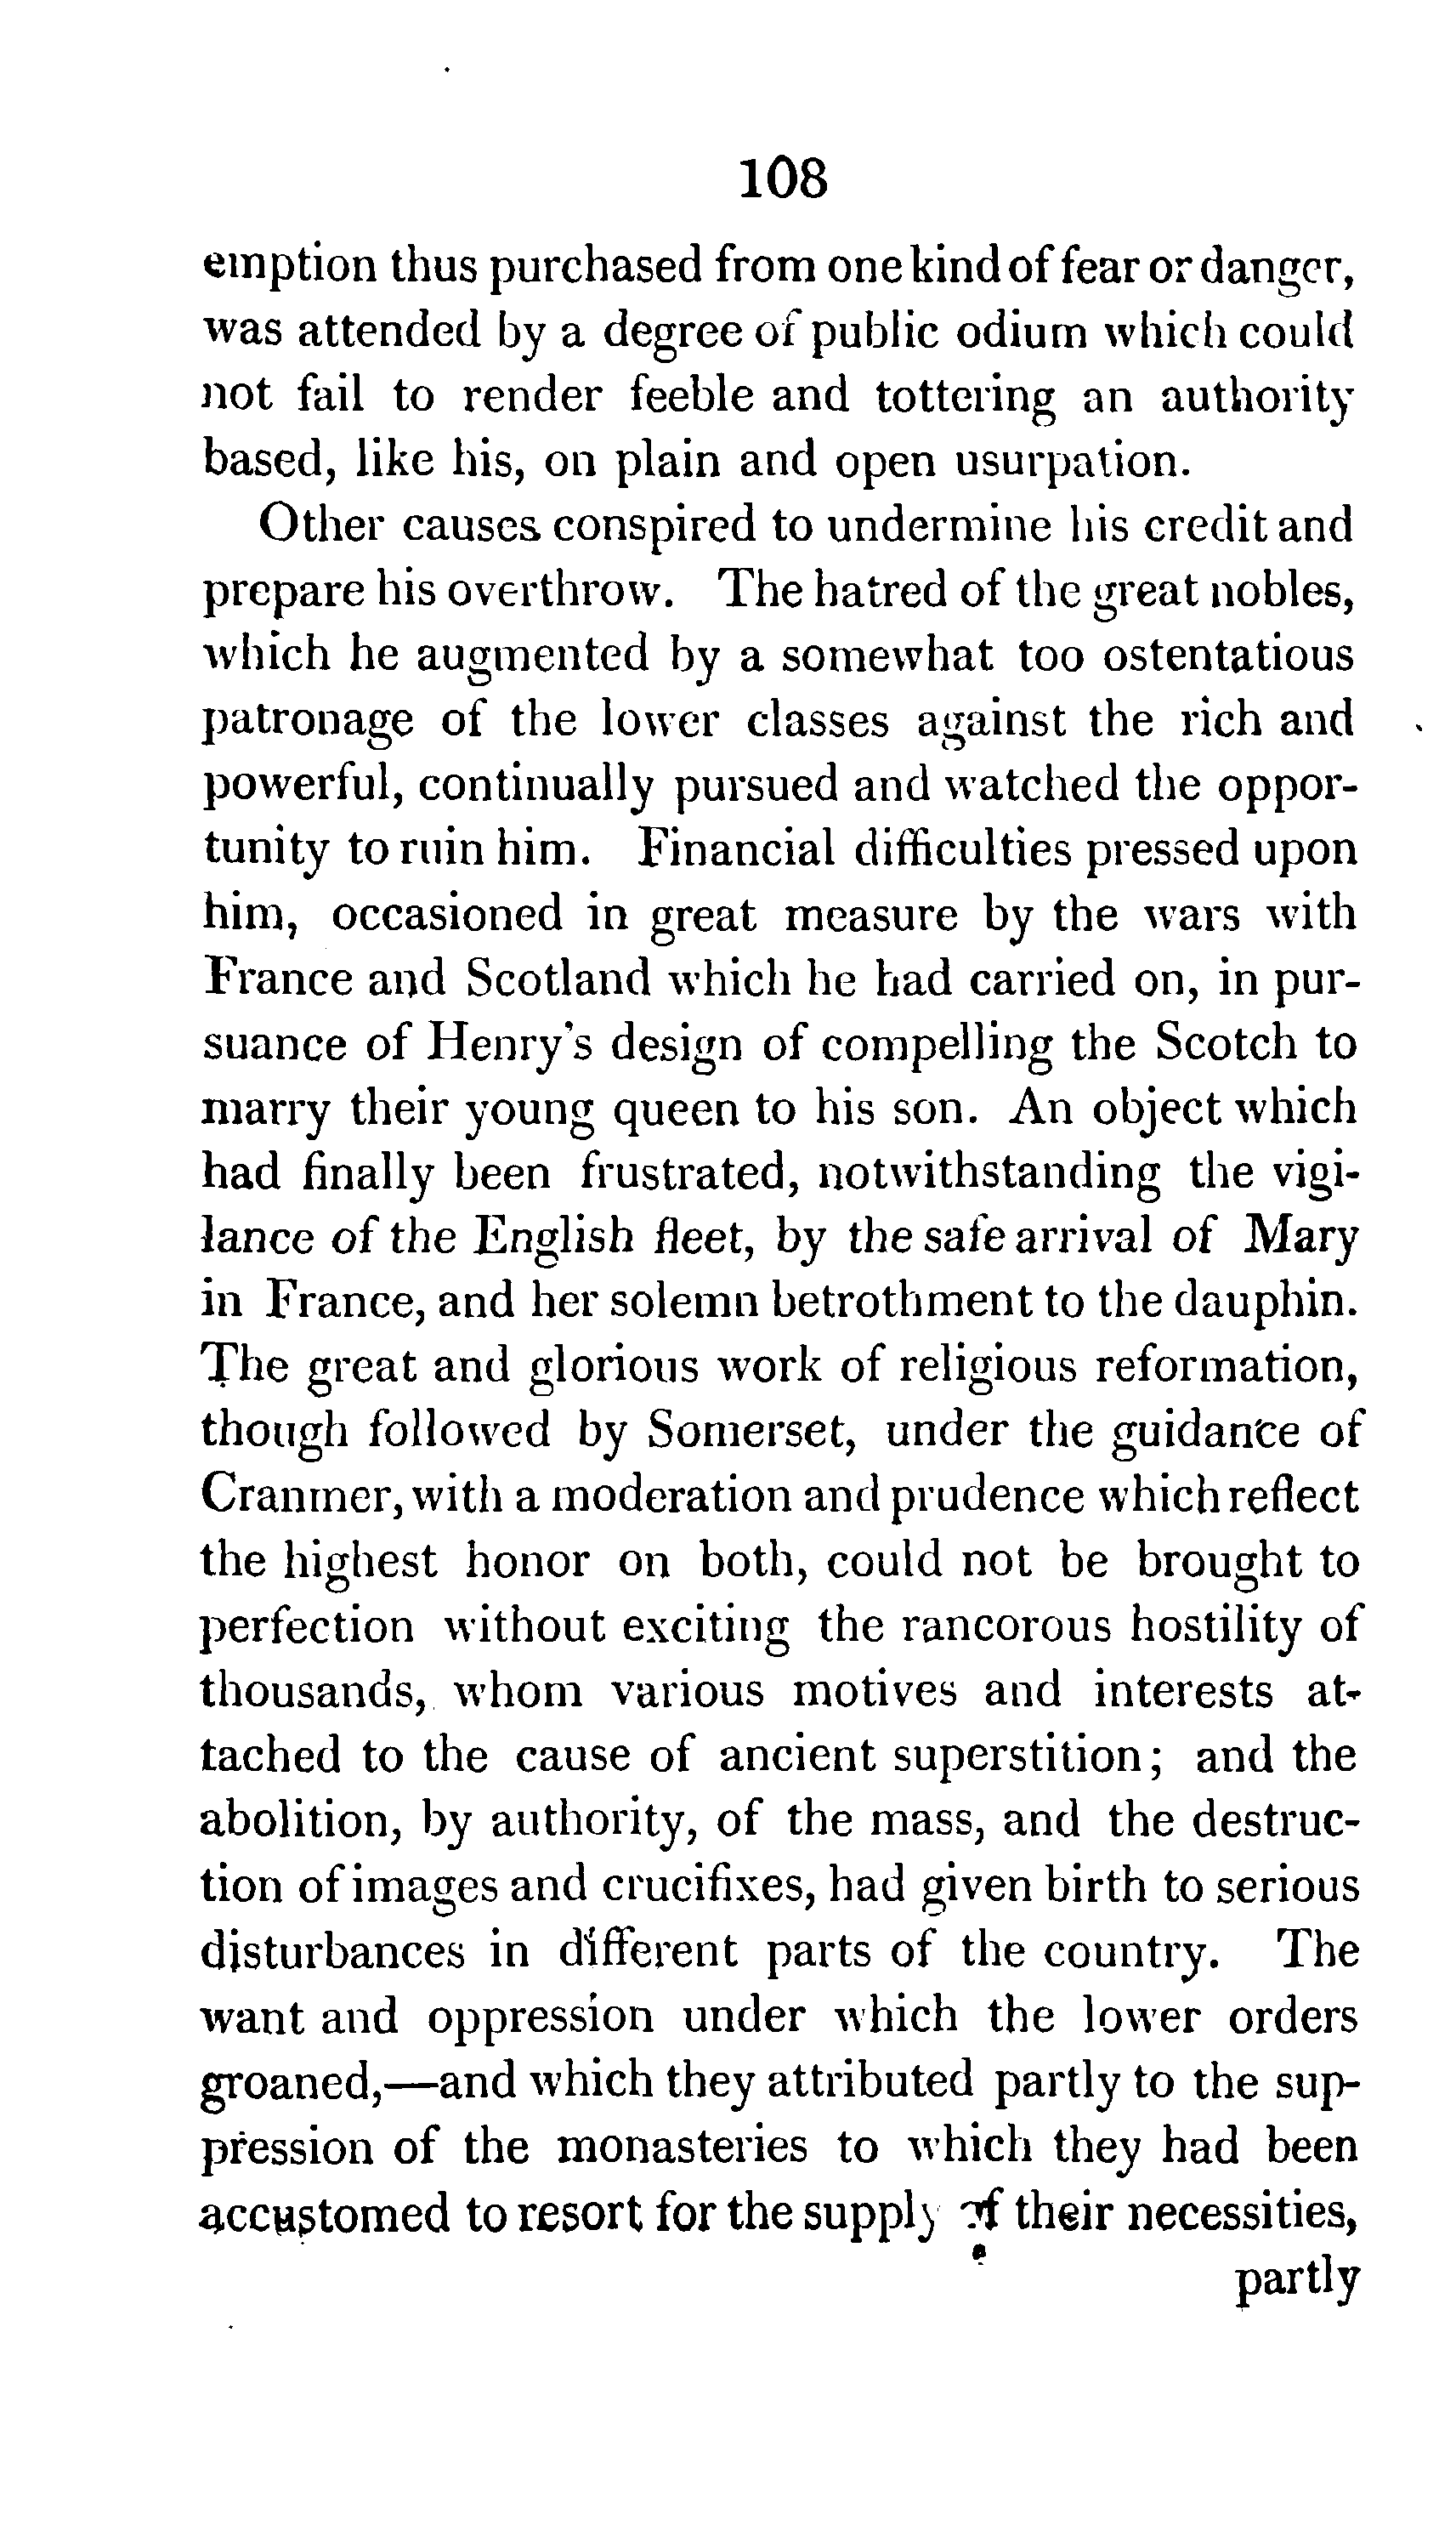 108
emption thus purchased from one kind of fear or danger,
was attended by a degree of public odium which could
not fail to render feeble and tottering an authority
based, like his, on plain and open usurpation.
Other causes conspired to undermine his credit and
prepare his overthrow. The hatred of the great nobles,
which he augmented by a somewhat too ostentatious
patronage of the lower classes against the rich and
powerful, continually pursued and watched the oppor-
tunity to ruin him. Financial difficulties pressed upon
him, occasioned in great measure by the wars with
France and Scotland which he had carried on, in pur-
suance of Henry's design of compelling the Scotch to
marry their young queen to his son. An object which
had finally been frustrated, notwithstanding the vigi-
lance of the English fleet, by the safe arrival of Mary
in France, and her solemn betrothment to the dauphin.
The great and glorious work of religious reformation,
though followed by Somerset, under the guidance of
Cranmer, with a moderation and prudence which reflect
the highest honor on both, could not be brought to
perfection without exciting the rancorous hostility of
thousands, whom various motives and interests at-
tached to the cause of ancient superstition; and the
abolition, by authority, of the mass, and the destruc-
tion of images and crucifixes, had given birth to serious
disturbances in different parts of the country. The
want and oppression under which the lower orders
groaned,—and which they attributed partly to the sup-
pression of the monasteries to which they had been
accustomed to resort for the supply of their necessities,
partly